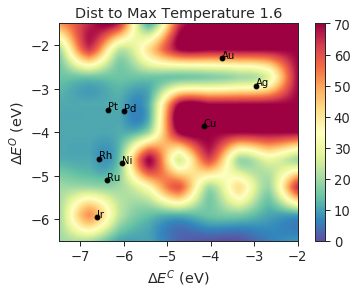 Dist to Max Temperature 1.6
−2
−3
−4
−5
−6
ΔE^O (eV)
Au
Ag
Pt
Pd
Cu
Rh
Ni
Ru
Ir
−7
−6
−5
−4
−3
−2
ΔE^C (eV)
70
60
50
40
30
20
10
0